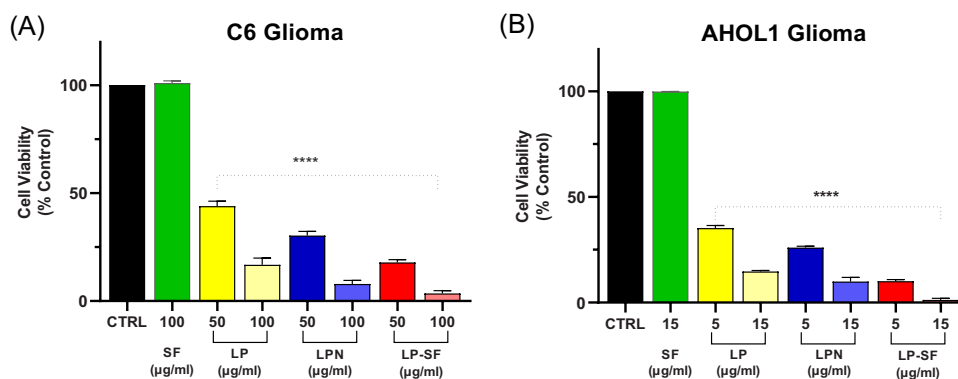 (A)
C6 Glioma
Cell Viability
(% Control)
100
50
0
****
CTRL 100 50 100 50 100 50 100
SF LP LPN LP-SF
(µg/ml) (µg/ml) (µg/ml) (µg/ml)
(B)
AHOL1 Glioma
Cell Viability
(% Control)
100
50
0
****
CTRL 15 5 15 5 15 5 15
SF LP LPN LP-SF
(µg/ml) (µg/ml) (µg/ml) (µg/ml)